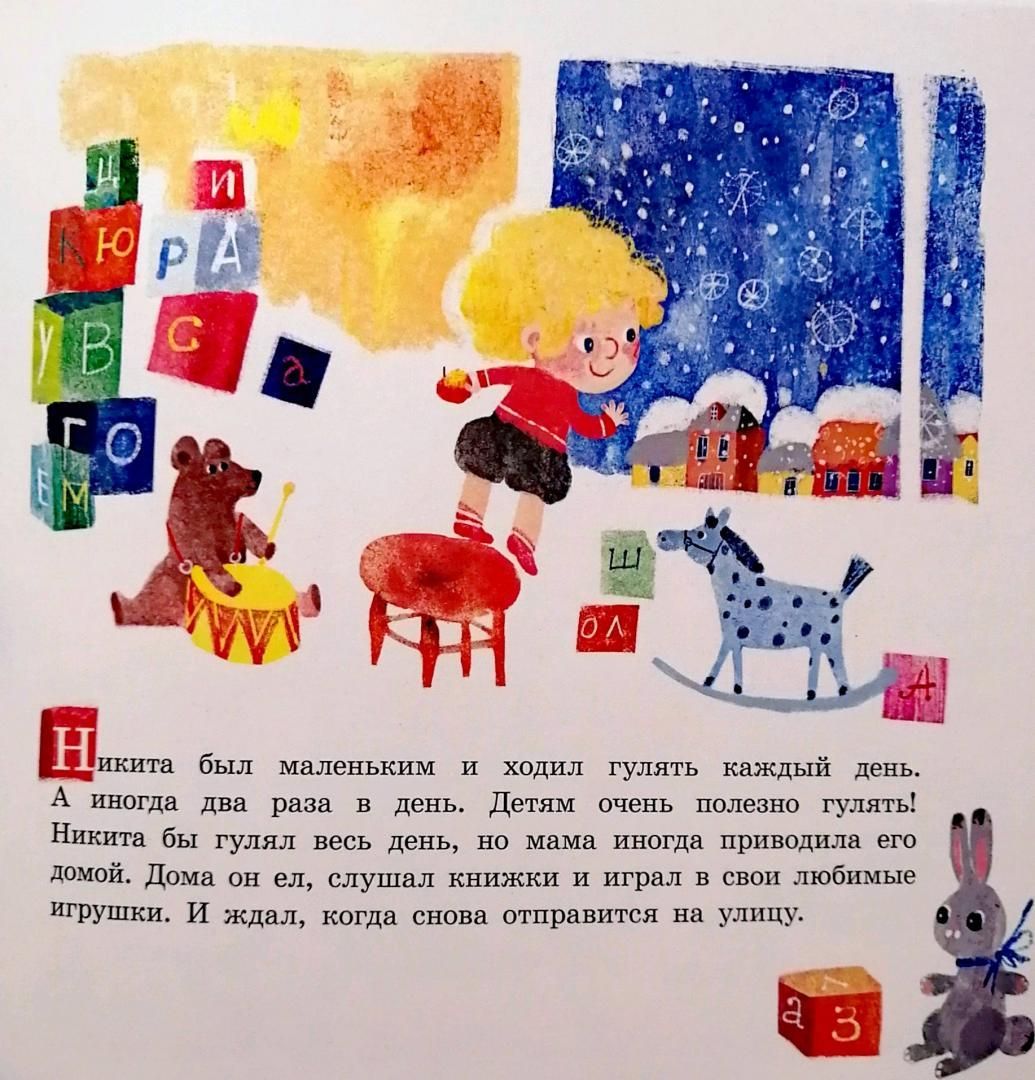 Ц И
К Ю Р А
У В С а
Г О
Е М
Ш
О Л
А
Никита был маленьким и ходил гулять каждый день.
А иногда два раза в день. Детям очень полезно гулять!
Никита бы гулял весь день, но мама иногда приводила его
домой. Дома он ел, слушал книжки и играл в свои любимые
игрушки. И ждал, когда снова отправится на улицу.
а З